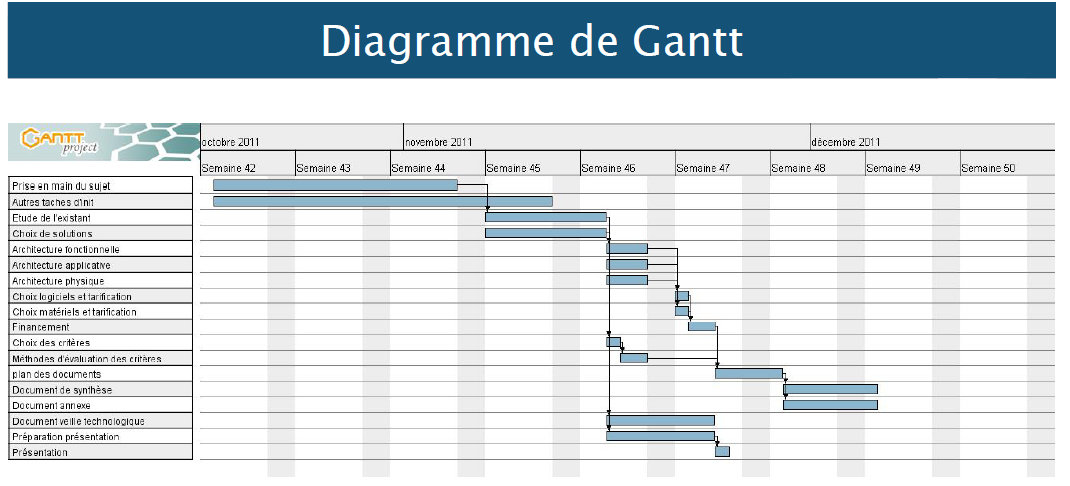 Diagramme de Gantt
GANTT project
octobre 2011 novembre 2011 décembre 2011
Semaine 42 Semaine 43 Semaine 44 Semaine 45 Semaine 46 Semaine 47 Semaine 48 Semaine 49 Semaine 50
Prise en main du sujet
Autres taches d'init
Etude de l'existant
Choix de solutions
Architecture fonctionnelle
Architecture applicative
Architecture physique
Choix logiciels et tarification
Choix matériels et tarification
Financement
Choix des critères
Méthodes d'évaluation des critères
plan des documents
Document de synthèse
Document annexe
Document veille technologique
Préparation présentation
Présentation